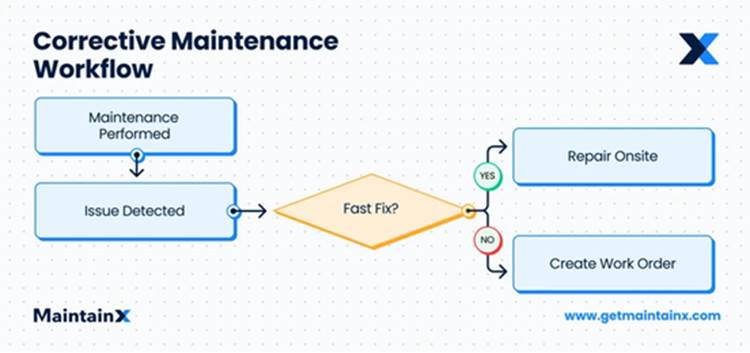 Corrective Maintenance
Workflow
Maintenance
Performed
Issue Detected
Fast Fix?
YES
NO
Repair Onsite
Create Work Order
MaintainX
www.getmaintainx.com